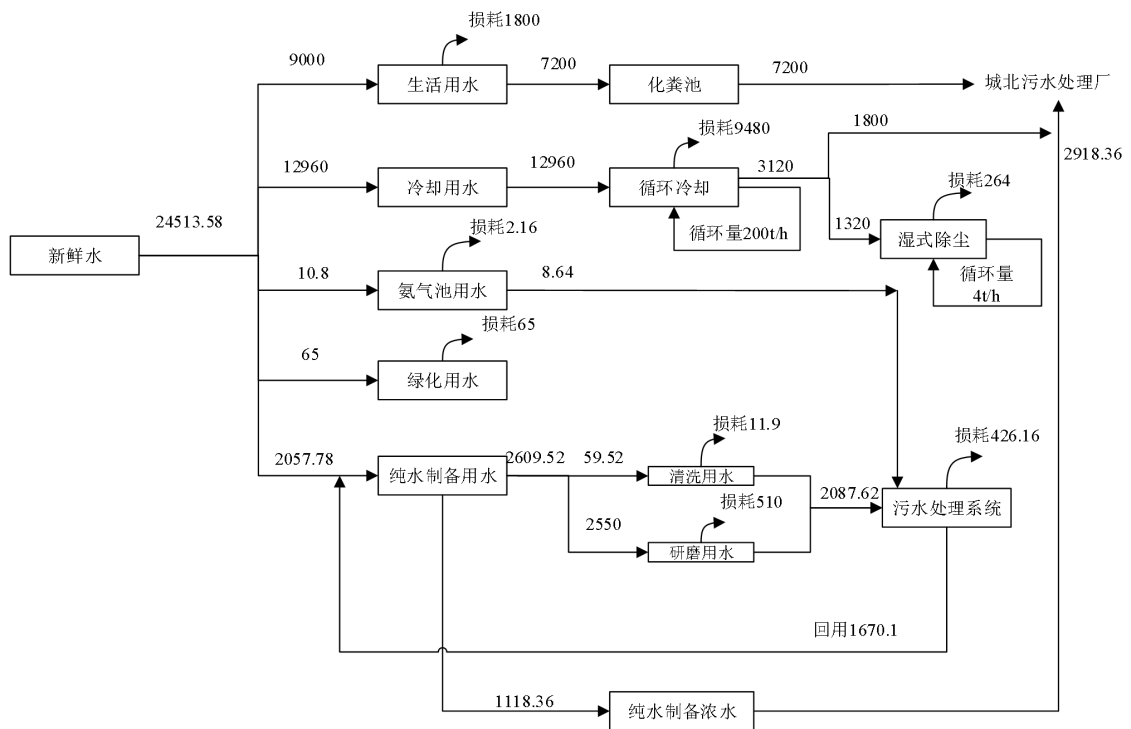 损耗1800
9000
生活用水
7200
化粪池
7200
城北污水处理厂
损耗9480
1800
2918.36
12960
冷却用水
12960
循环冷却
3120
损耗264
循环量200t/h
1320
湿式除尘
循环量
4t/h
24513.58
新鲜水
损耗2.16
10.8
氨气池用水
8.64
损耗65
65
绿化用水
损耗11.9
损耗426.16
2057.78
纯水制备用水
2609.52
59.52
清洗用水
损耗510
2087.62
污水处理系统
2550
研磨用水
回用1670.1
1118.36
纯水制备浓水